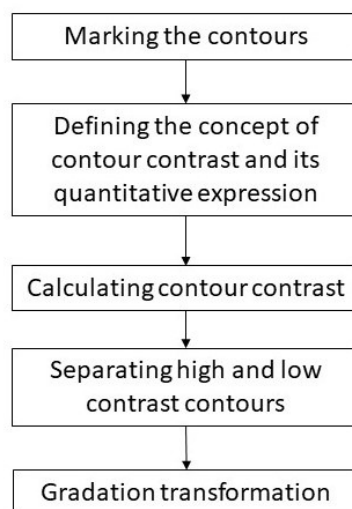 Marking the contours
Defining the concept of
contour contrast and its
quantitative expression
Calculating contour contrast
Separating high and low
contrast contours
Gradation transformation